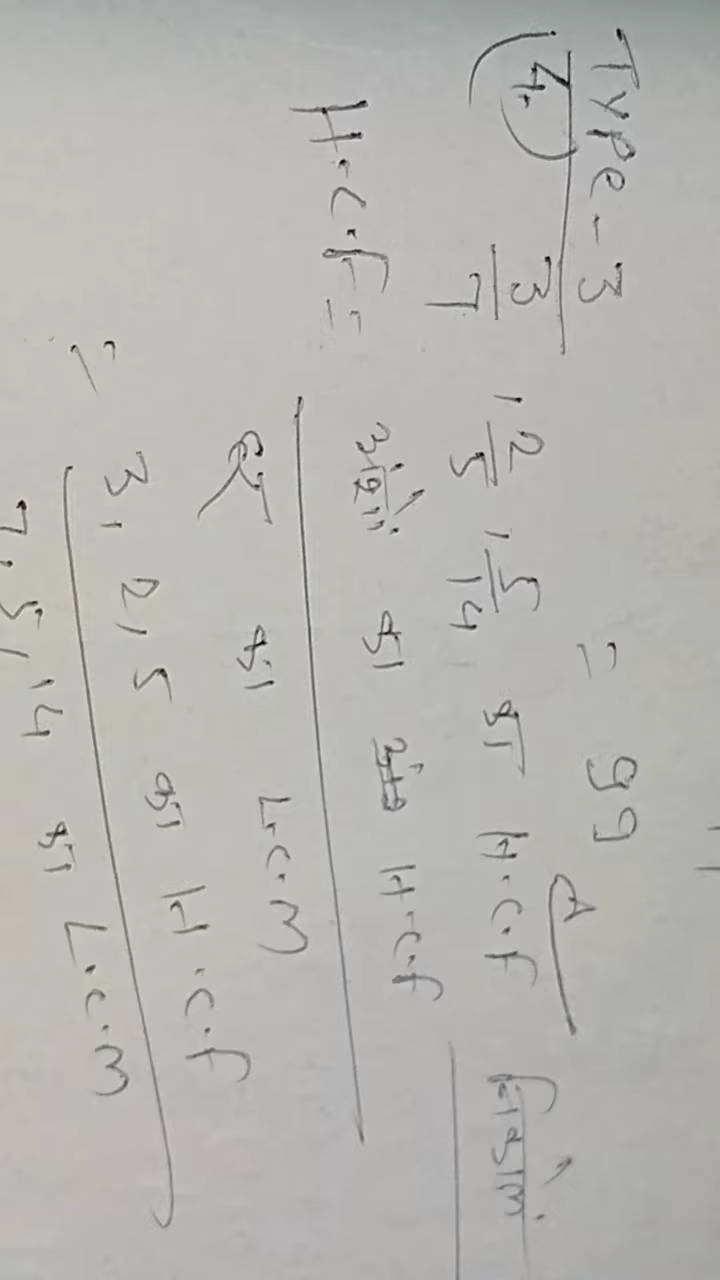 = 99 A
Type - 3
4. 3/7, 2/5, 5/14 का H.C.F निकालें
H.C.F = का H.C.F
हर का L.C.M
= 3, 2, 5 का H.C.F
7, 5, 14 का L.C.M